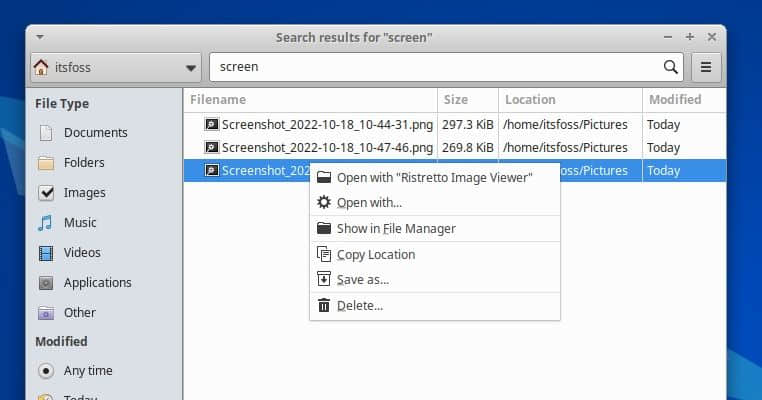 Search results for "screen"
itsfoss
screen
File Type
Documents
Folders
Images
Music
Videos
Applications
Other
Modified
Any time
Today
Filename Size Location Modified
Screenshot_2022-10-18_10-44-31.png 297.3 KiB /home/itsfoss/Pictures Today
Screenshot_2022-10-18_10-47-46.png 269.8 KiB /home/itsfoss/Pictures Today
Screenshot_202 sfoss/Pictures Today
Open with "Ristretto Image Viewer"
Open with...
Show in File Manager
Copy Location
Save as...
Delete...